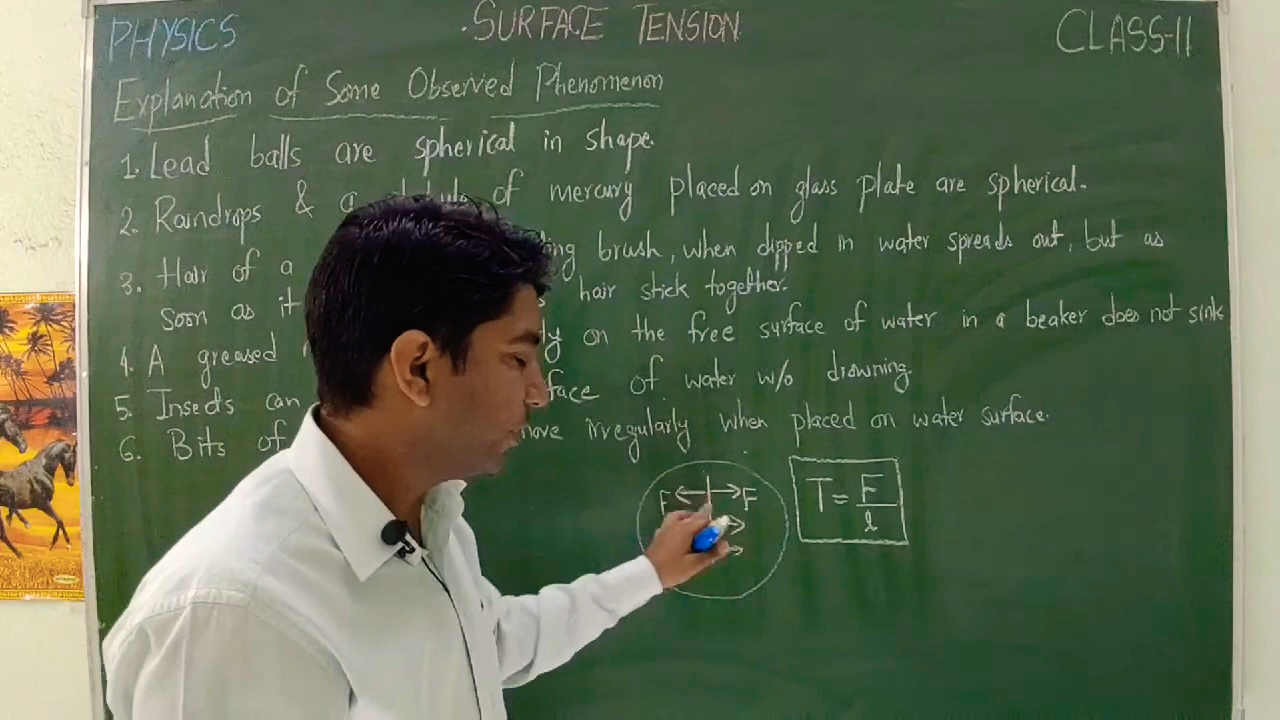 PHYSICS
SURFACE TENSION
CLASS-11
Explanation of Some Observed Phenomenon
1. Lead balls are spherical in shape.
2. Raindrops & a of mercury placed on glass plate are spherical.
3. Hair of a brush, when dipped in water spreads out, but as
soon as it hair stick together.
4. A greased on the free surface of water in a beaker does not sink
5. Insects can of water w/o drowning.
6. Bits of irregularly when placed on water surface.
F F
T = F/l